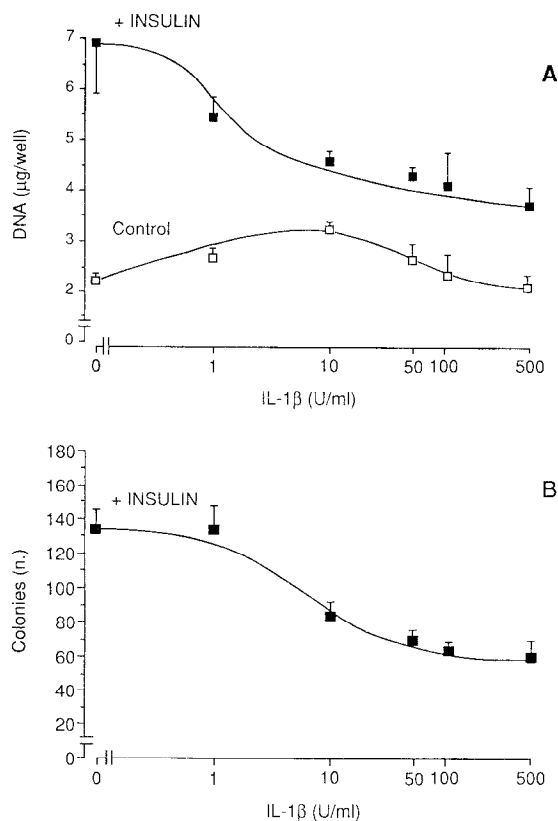 + INSULIN
A
7
6
5
4
3
2
0
DNA (µg/well)
Control
0 1 10 50 100 500
IL-1β (U/ml)
B
180
160
140
120
100
80
60
40
20
0
Colonies (n.)
+ INSULIN
0 1 10 50 100 500
IL-1β (U/ml)